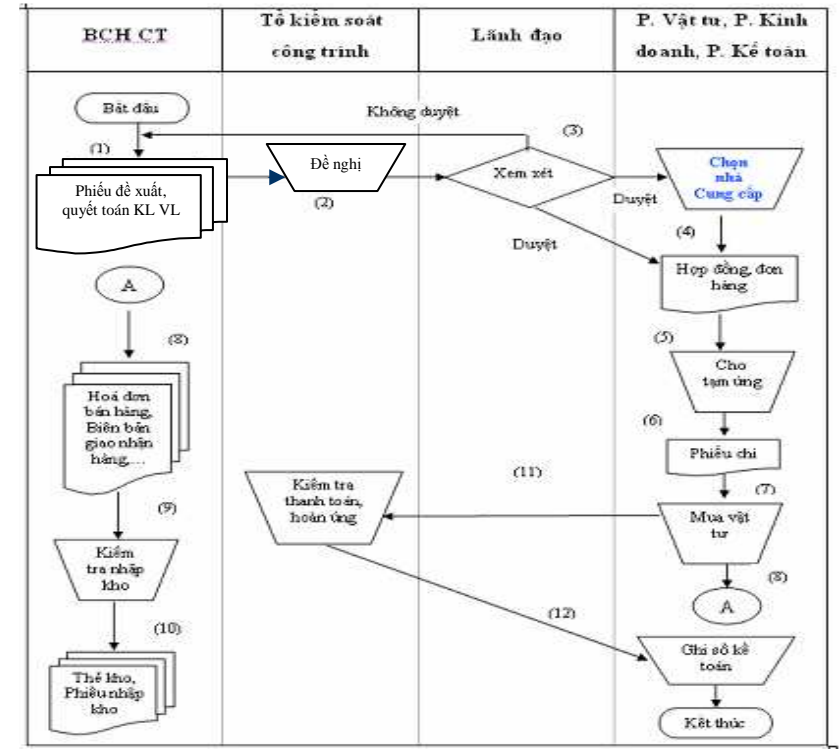 BCH CT
Tổ kiểm soát
công trình
Lãnh đạo
P. Vật tư, P. Kinh
doanh, P. Kế toán
Bắt đầu
Không duyệt
(1)
(3)
Phiếu đề xuất,
quyết toán KL VL
Đề nghị
(2)
Xem xét
Duyệt
Chọn
nhà
Cung cấp
(4)
Duyệt
Hợp đồng, đơn
hàng
A
(5)
(8)
Cho
tạm ứng
Hoá đơn
bán hàng,
Biên bản
giao nhận
hàng,...
(6)
Phiếu chi
(11)
(7)
Kiểm tra
thanh toán,
hoàn ứng
Mua vật
tư
(9)
Kiểm
tra nhập
kho
(8)
A
(10)
(12)
Thẻ kho,
Phiếu nhập
kho
Ghi sổ kế
toán
Kết thúc